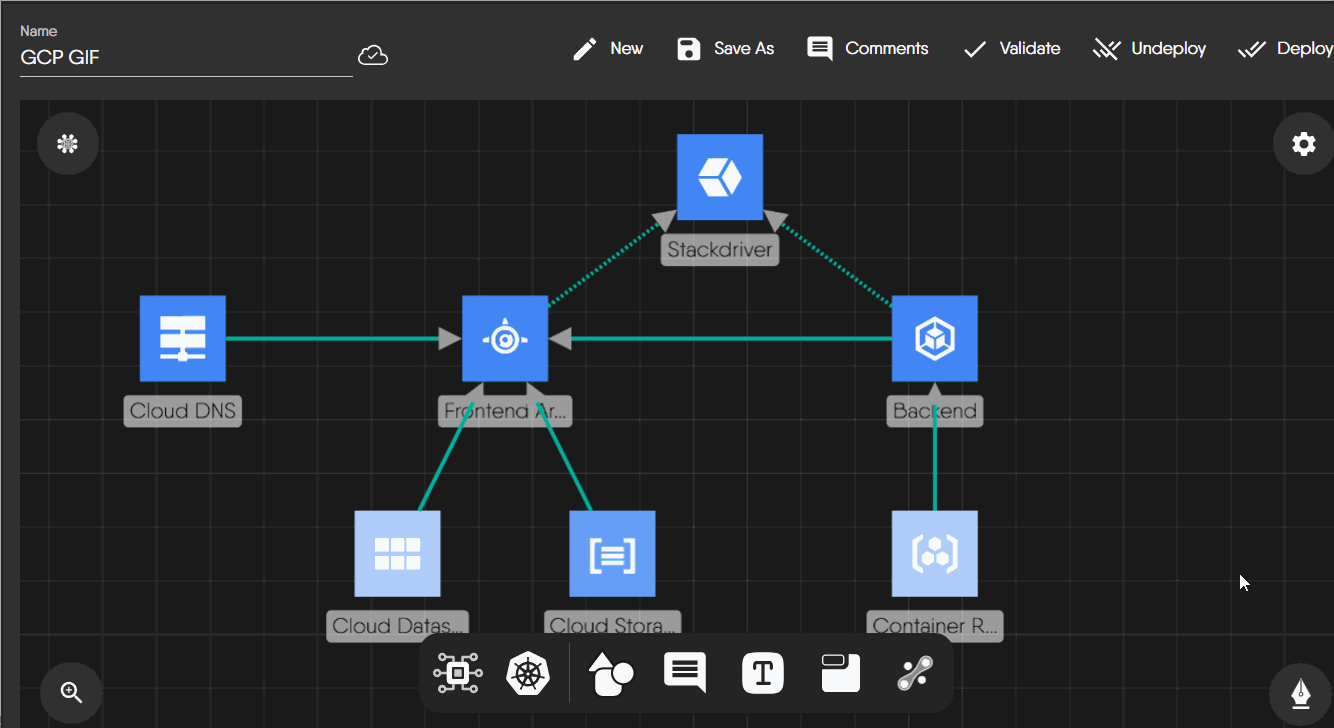 Name
GCP GIF
New
Save As
Comments
Validate
Undeploy
Deploy
Stackdriver
Cloud DNS
Frontend Ar...
Backend
Cloud Datas...
Cloud Stora...
Container R...
T